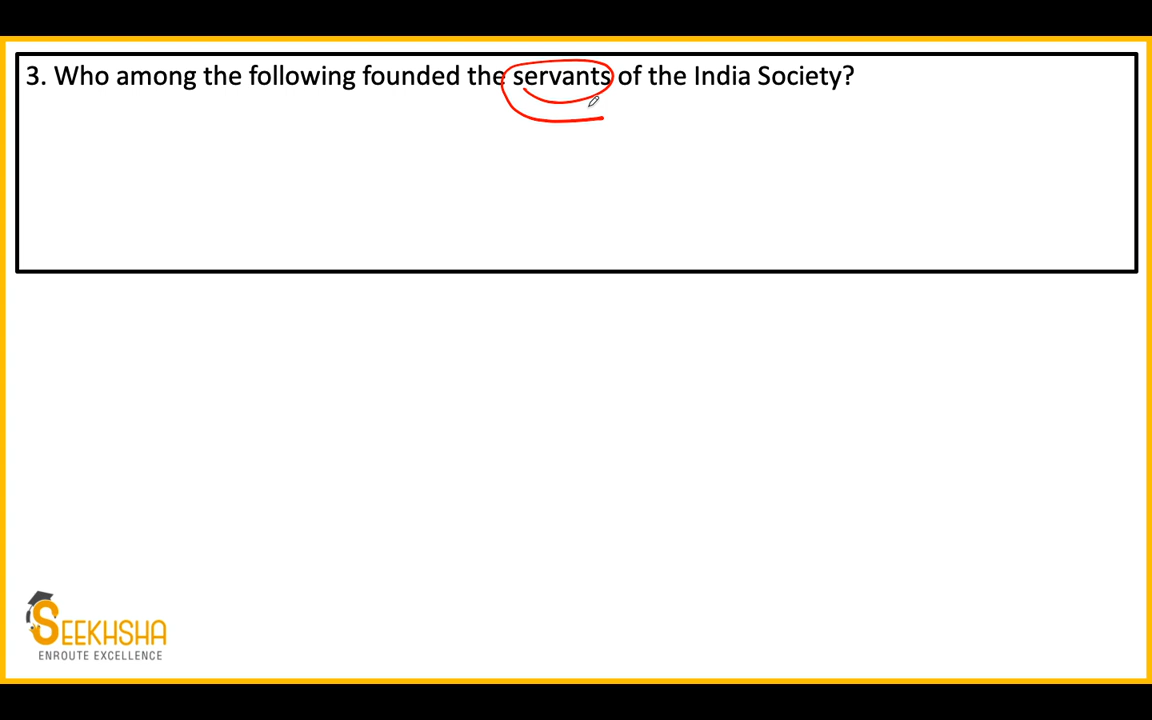 3. Who among the following founded the servants of the India Society?
SEEKHSHA
ENROUTE EXCELLENCE